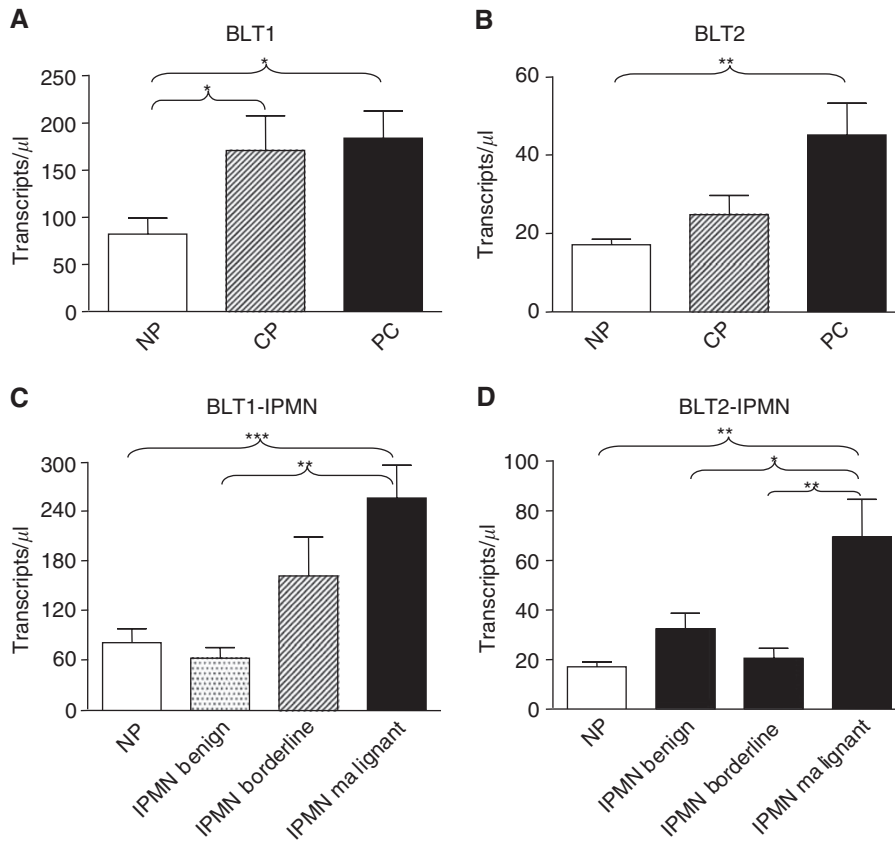 A
BLT1
*
*
Transcripts/µl
250
200
150
100
50
0
NP
CP
PC
B
BLT2
**
Transcripts/µl
60
40
20
0
NP
CP
PC
C
BLT1-IPMN
***
**
Transcripts/µl
300
240
180
120
60
0
NP
IPMN benign
IPMN borderline
IPMN malignant
D
BLT2-IPMN
**
*
**
Transcripts/µl
100
80
60
40
20
0
NP
IPMN benign
IPMN borderline
IPMN malignant